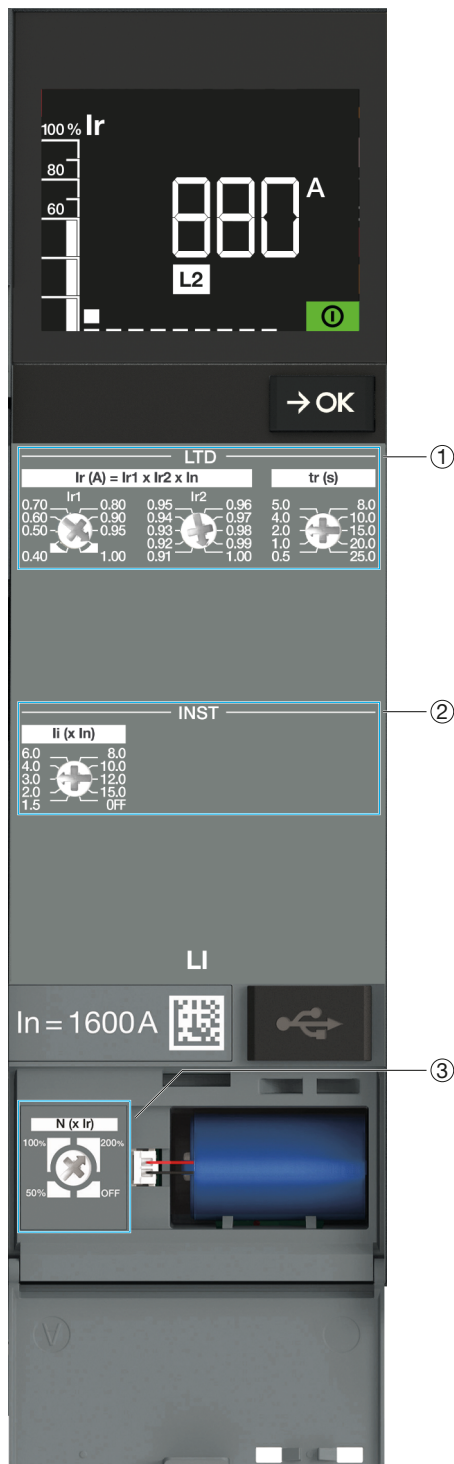 100 % Ir
80
60
880 A
L2
→ OK
LTD
1
Ir (A) = Ir1 x Ir2 x In
tr (s)
Ir1
Ir2
0.70 0.80 0.95 0.96 5.0 8.0
0.60 0.90 0.94 0.97 4.0 10.0
0.50 0.95 0.93 0.98 2.0 15.0
0.92 0.99 1.0 20.0
0.40 1.00 0.91 1.00 0.5 25.0
INST
2
Ii (x In)
6.0 8.0
4.0 10.0
3.0 12.0
2.0 15.0
1.5 0FF
LI
In = 1600 A
3
N (x Ir)
100% 200%
50% OFF
V